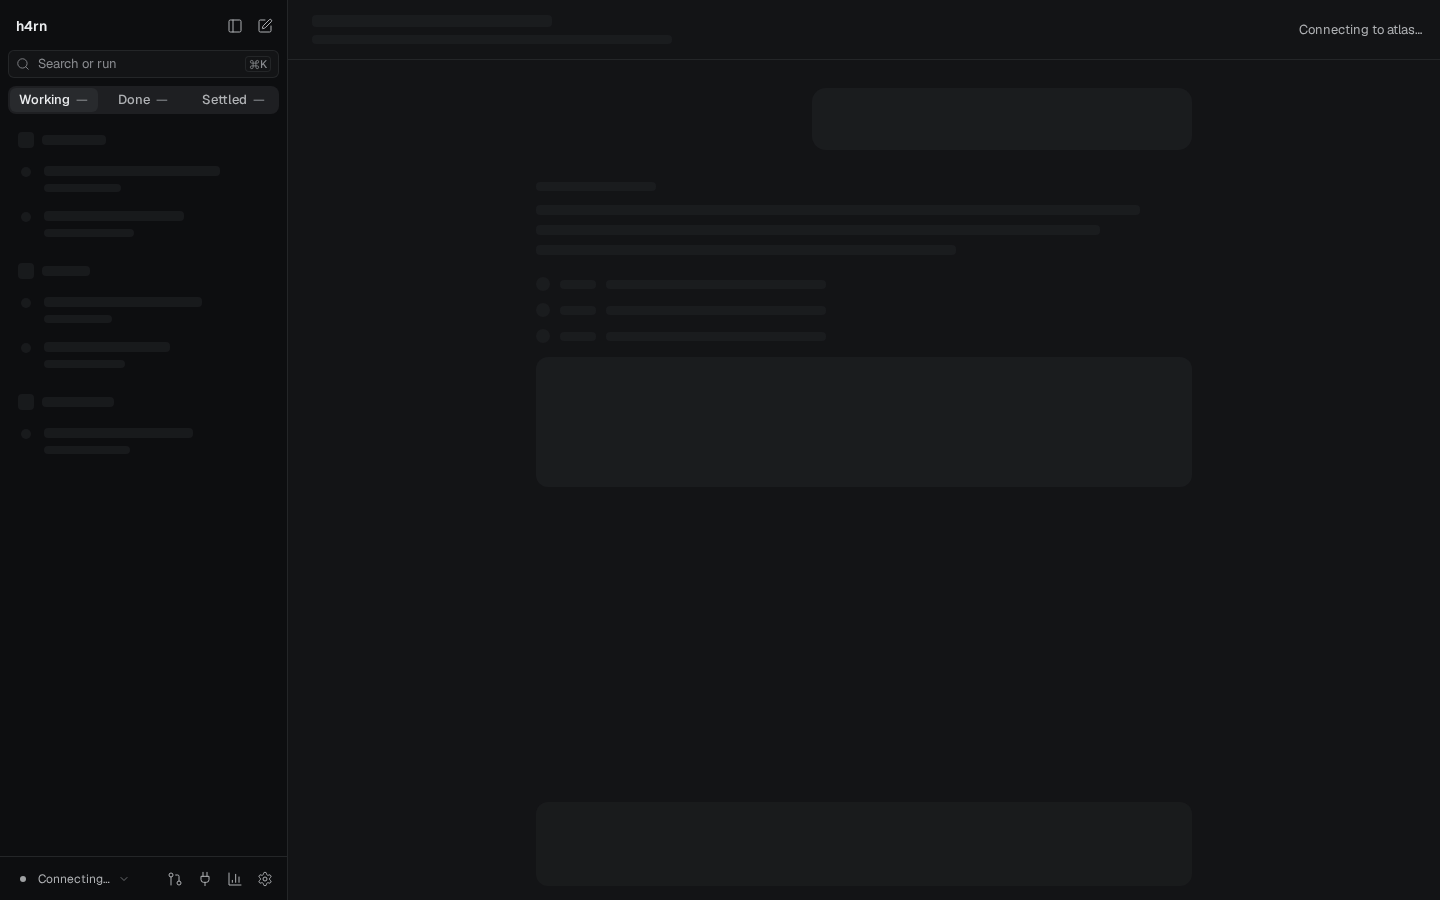 h4rn
Search or run ⌘K
Working — Done — Settled —
Connecting to atlas…
Connecting…